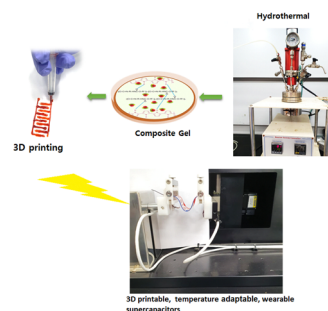 Hydrothermal
Composite Gel
3D printing
3D printable, temperature adaptable, wearable
supercapacitors